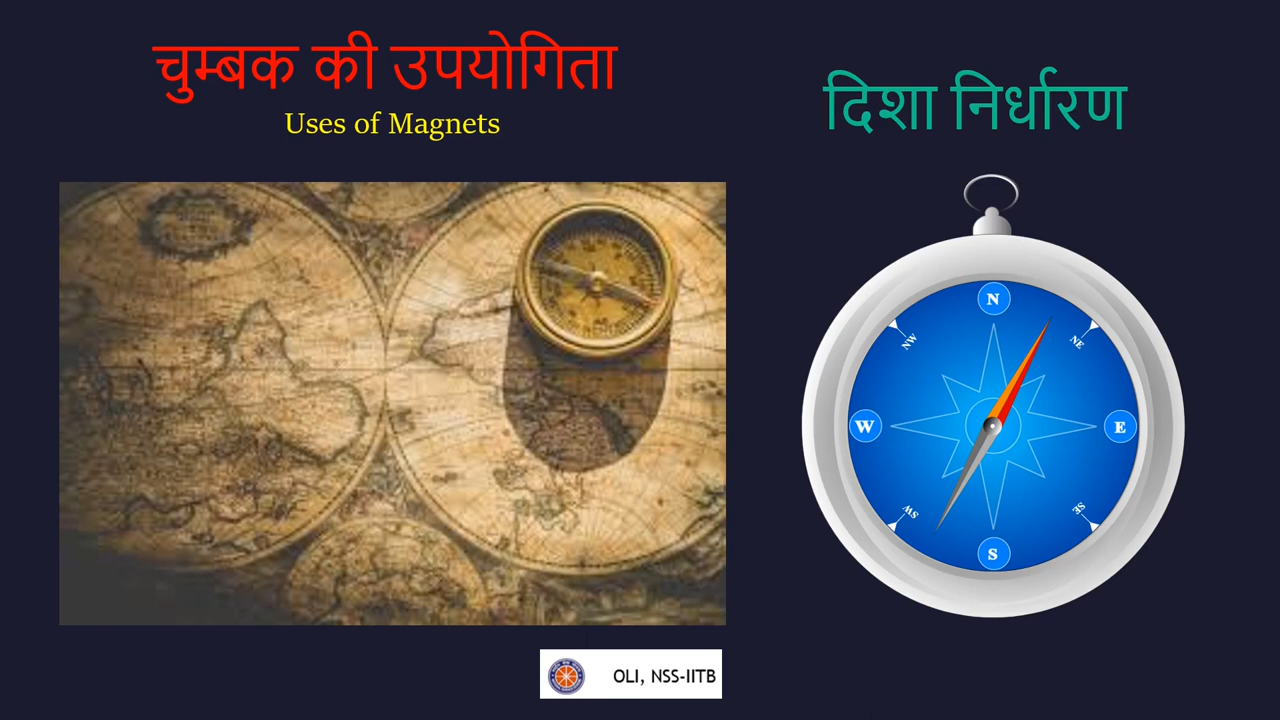 चुम्बक की उपयोगिता
Uses of Magnets
दिशा निर्धारण
N
NW
NE
W
E
SW
SE
S
OLI, NSS-IITB